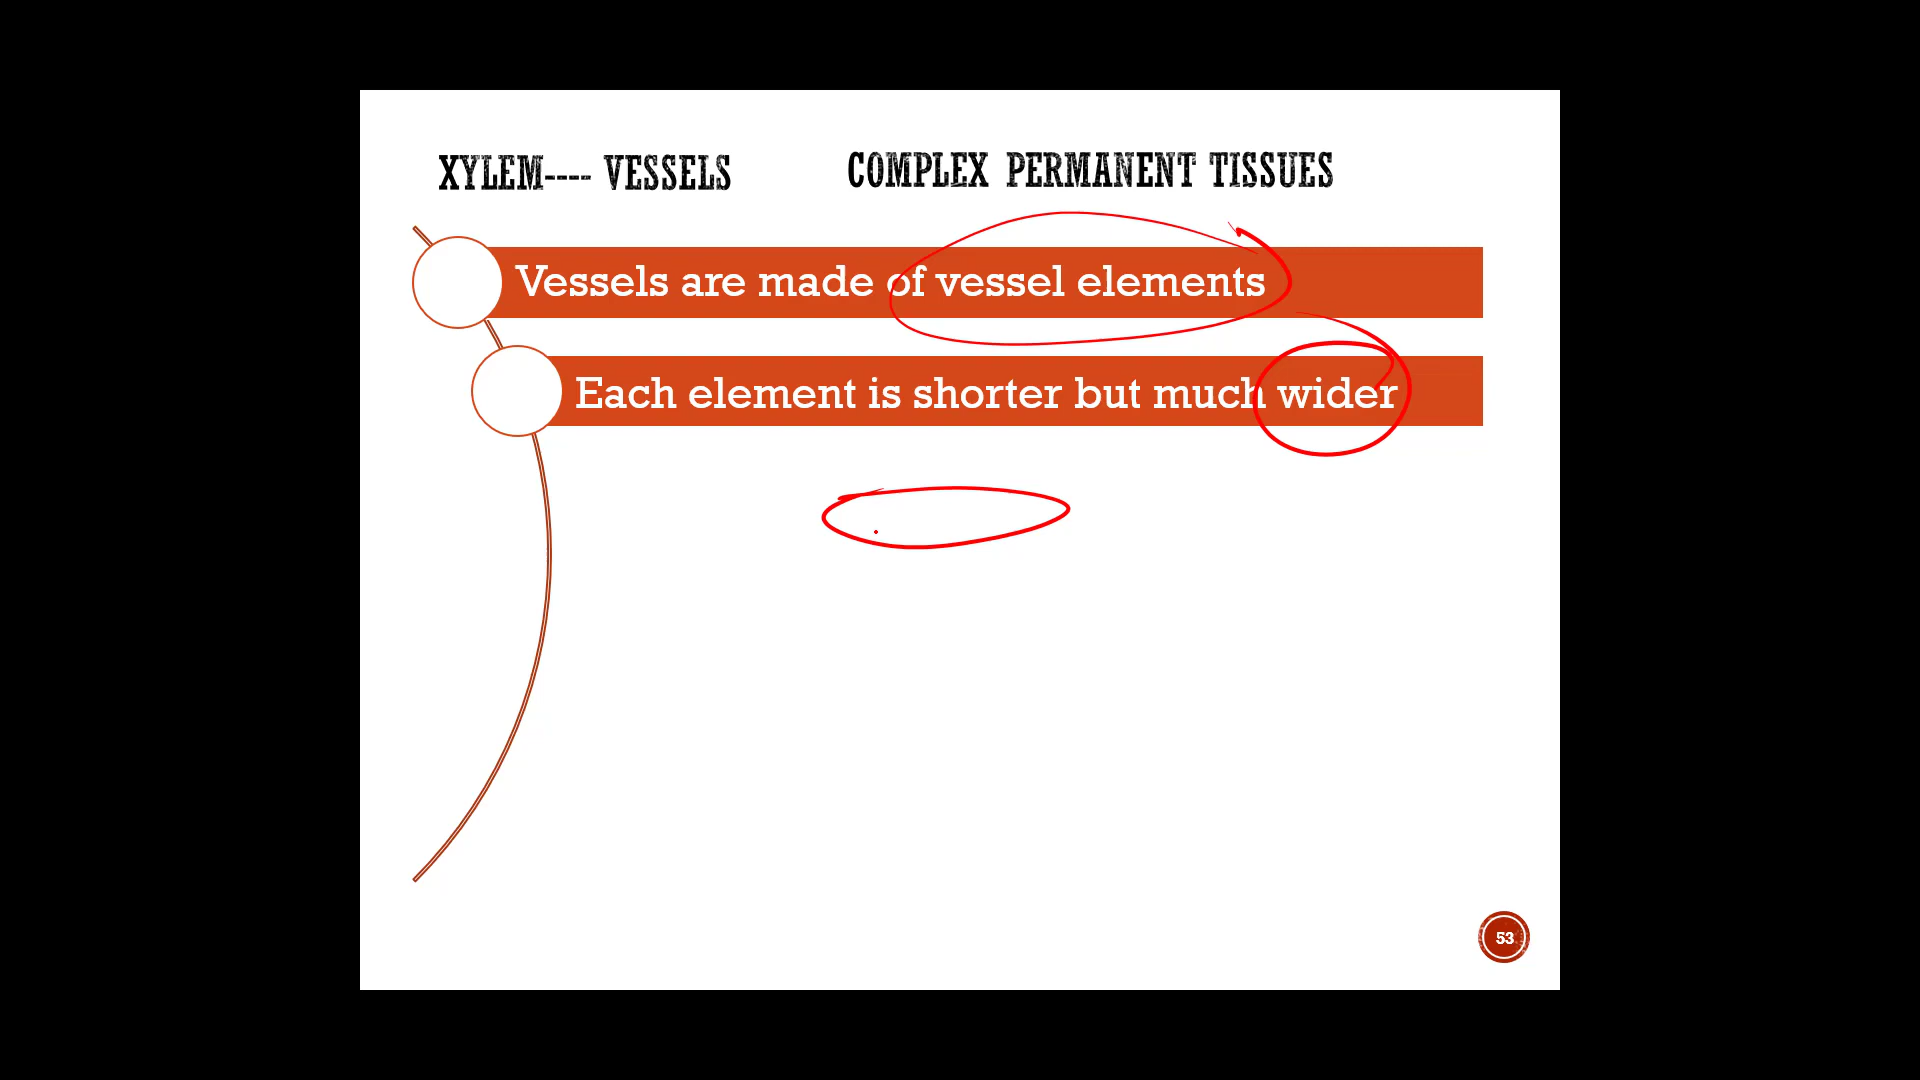 XYLEM---- VESSELS
COMPLEX PERMANENT TISSUES
Vessels are made of vessel elements
Each element is shorter but much wider
53